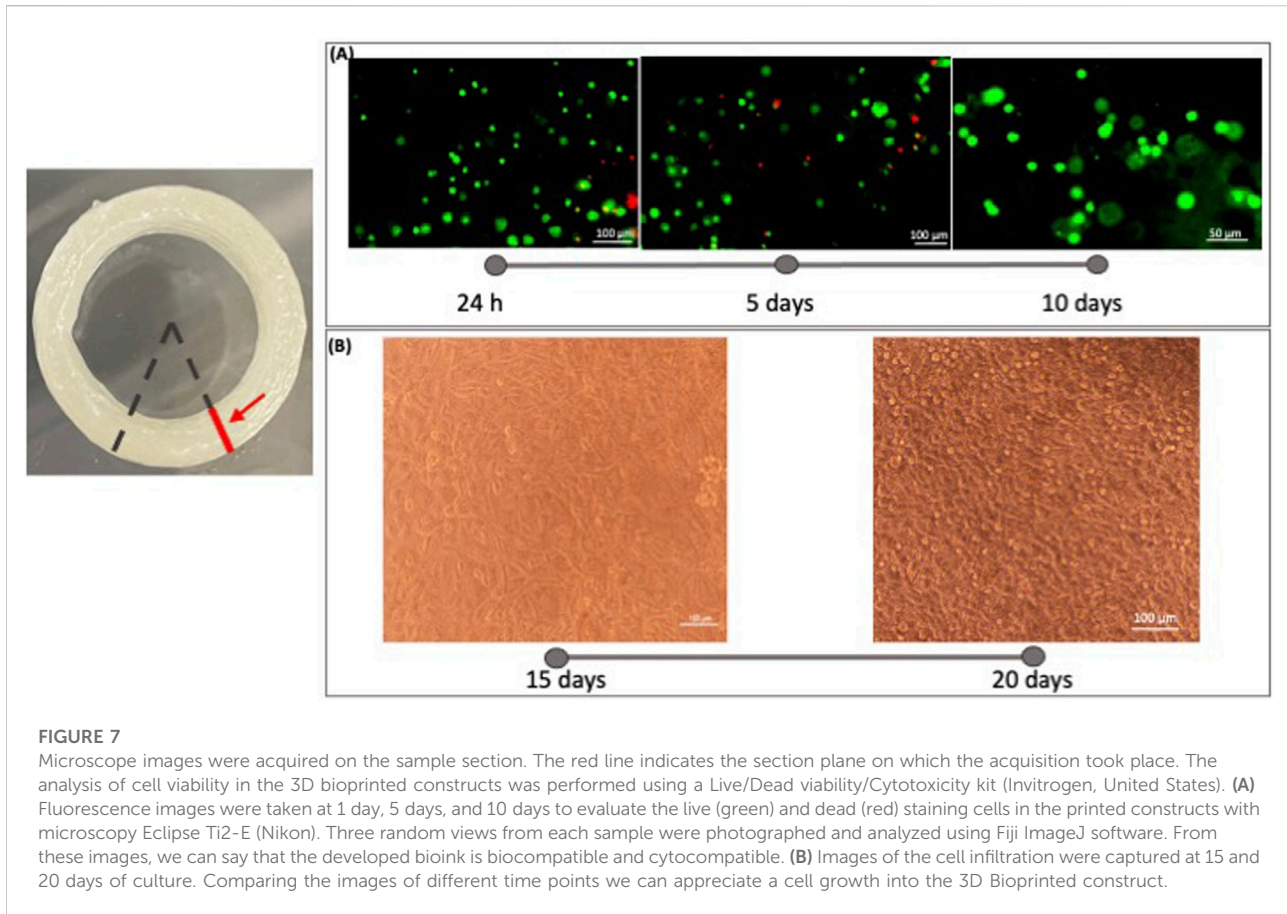 (A)
100 µm
100 µm
50 µm
24 h
5 days
10 days
(B)
100 µm
15 days
20 days
FIGURE 7
Microscope images were acquired on the sample section. The red line indicates the section plane on which the acquisition took place. The
analysis of cell viability in the 3D bioprinted constructs was performed using a Live/Dead viability/Cytotoxicity kit (Invitrogen, United States). (A)
Fluorescence images were taken at 1 day, 5 days, and 10 days to evaluate the live (green) and dead (red) staining cells in the printed constructs with
microscopy Eclipse Ti2-E (Nikon). Three random views from each sample were photographed and analyzed using Fiji ImageJ software. From
these images, we can say that the developed bioink is biocompatible and cytocompatible. (B) Images of the cell infiltration were captured at 15 and
20 days of culture. Comparing the images of different time points we can appreciate a cell growth into the 3D Bioprinted construct.